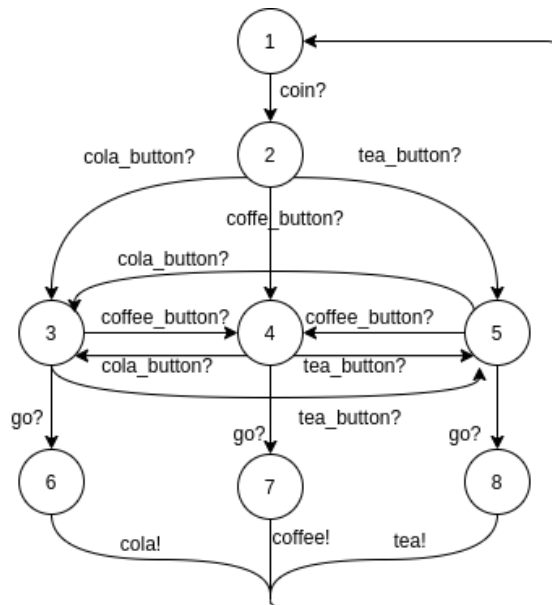 1
coin?
2
cola_button?
tea_button?
coffe_button?
cola_button?
3
coffee_button?
4
coffee_button?
5
cola_button?
tea_button?
go?
tea_button?
go?
go?
6
7
8
cola!
coffee!
tea!